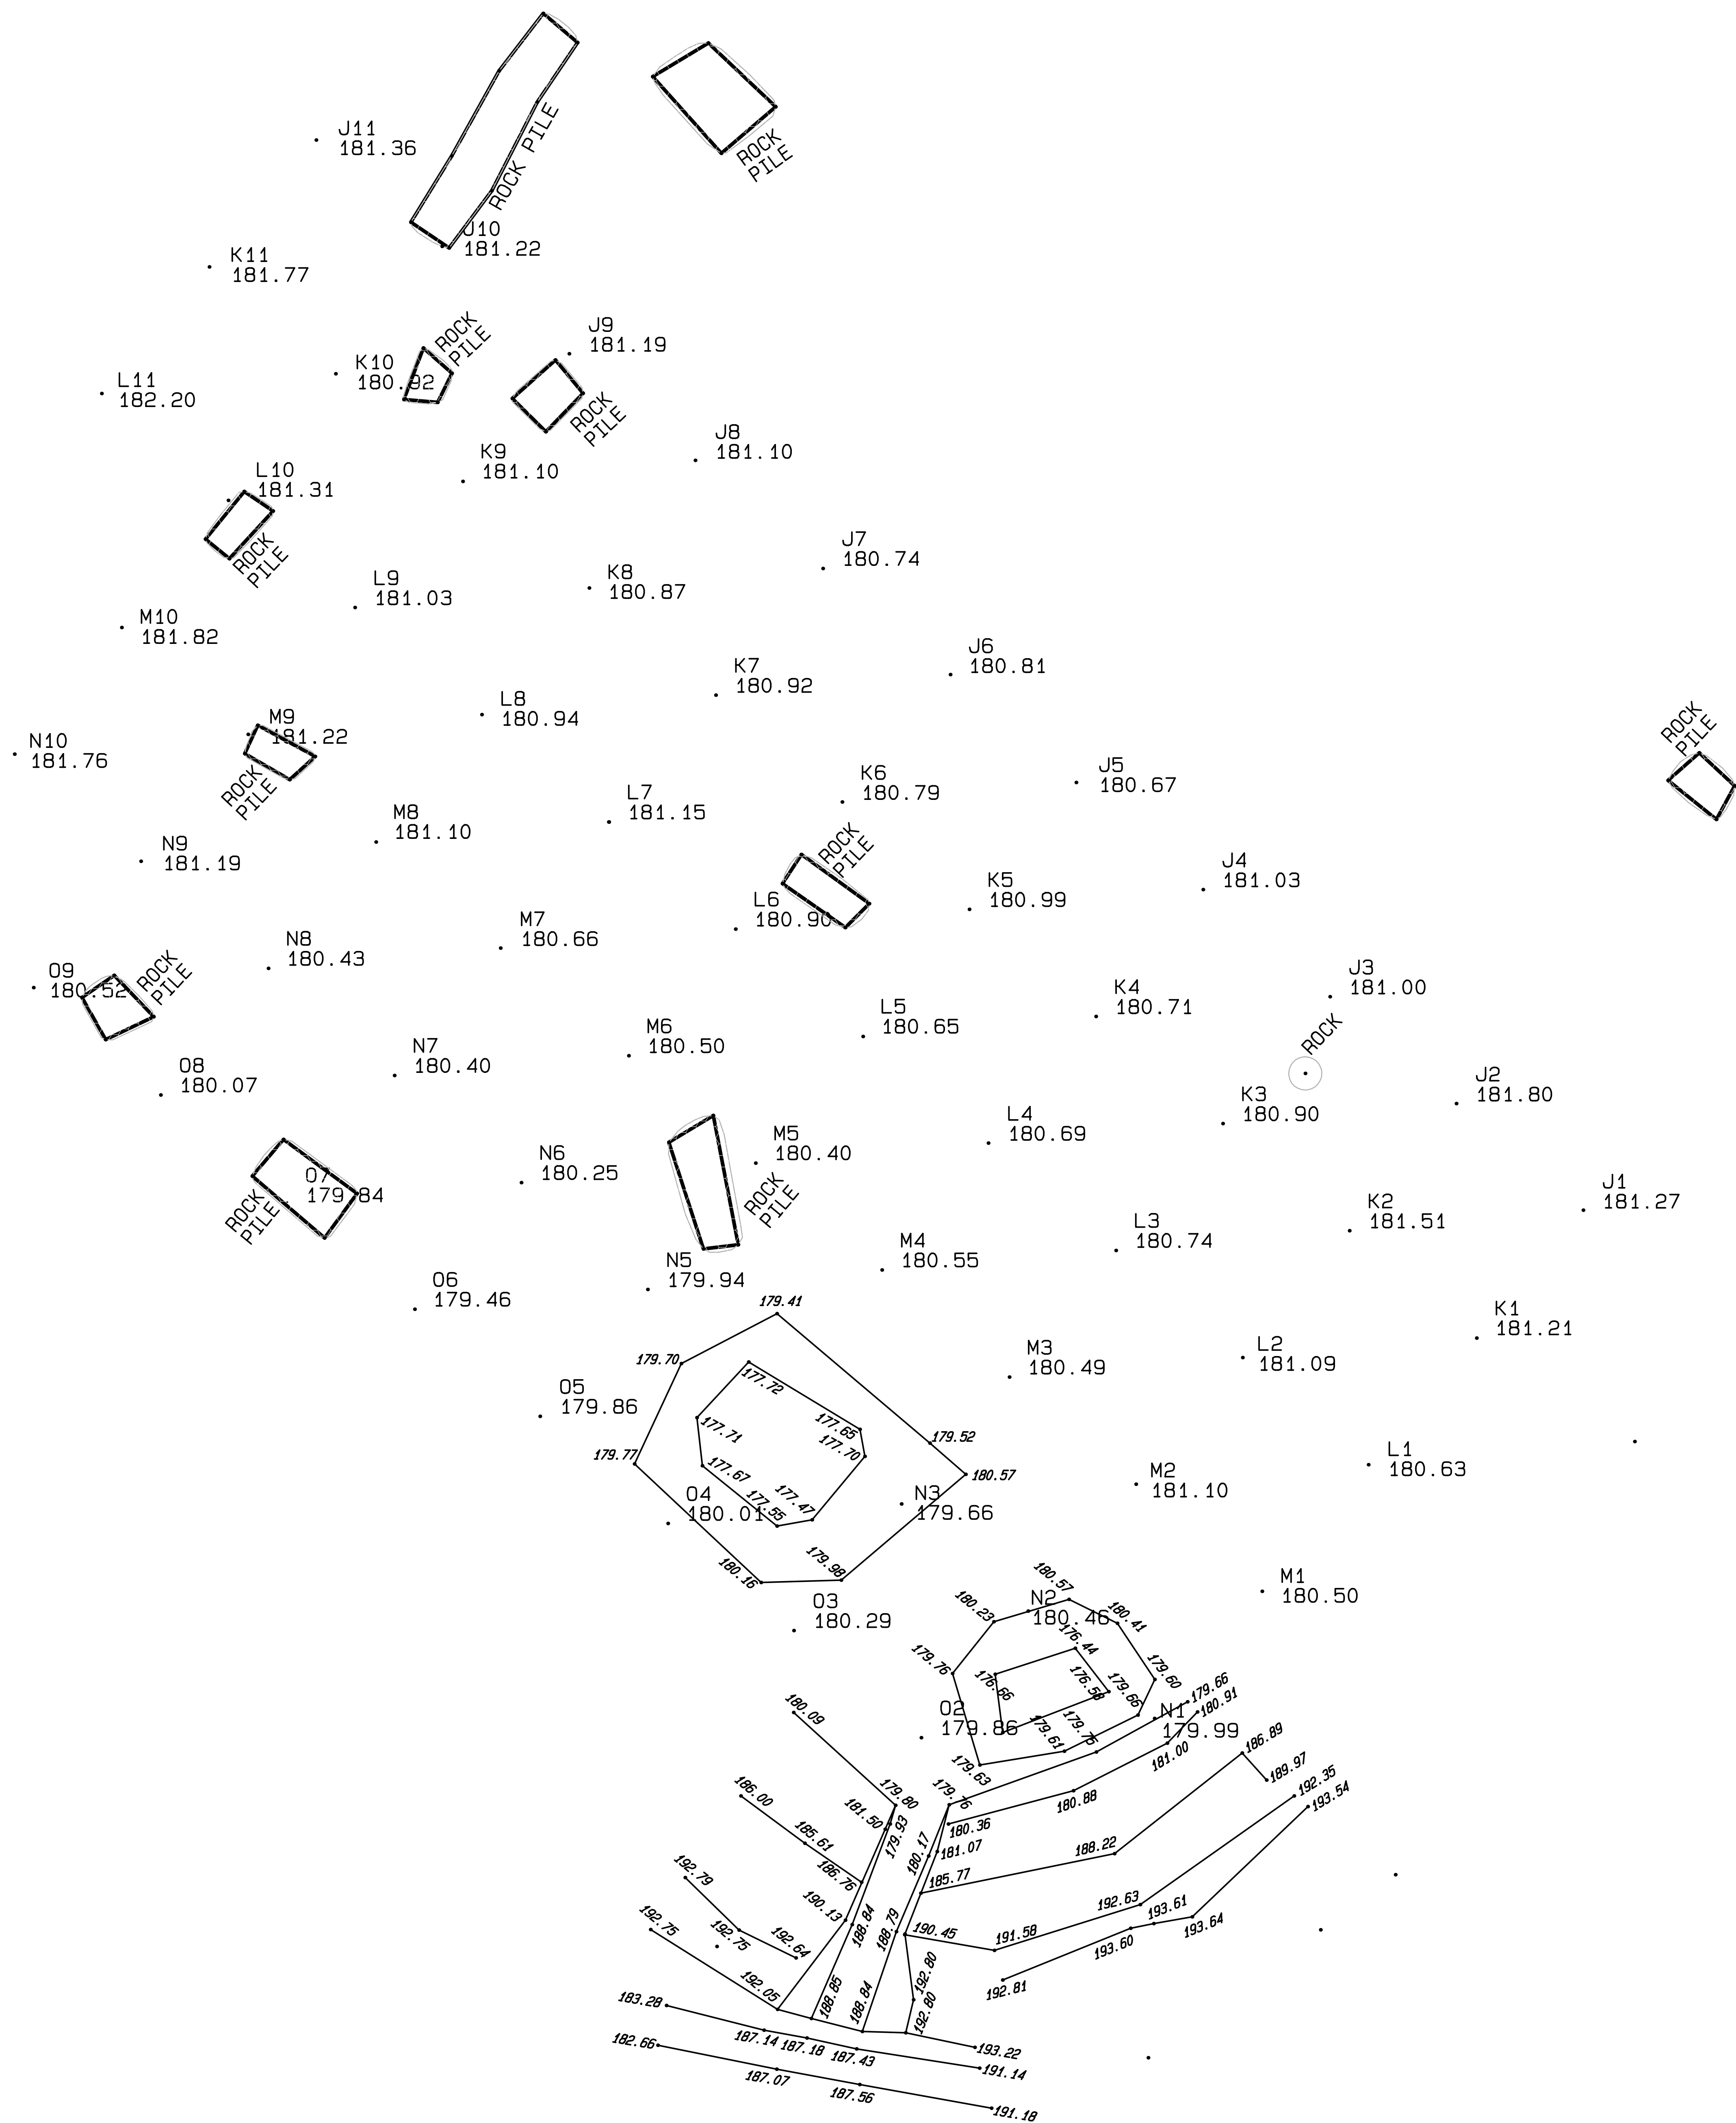 J11
181.36
ROCK PILE
ROCK
PILE
J10
181.22
K11
181.77
J9
181.19
ROCK
PILE
K10
180.92
L11
182.20
ROCK
PILE
J8
181.10
K9
181.10
L10
181.31
ROCK
PILE
J7
180.74
K8
180.87
L9
181.03
M10
181.82
J6
180.81
K7
180.92
L8
180.94
M9
181.22
ROCK
PILE
N10
181.76
ROCK
PILE
J5
180.67
K6
180.79
L7
181.15
M8
181.10
N9
181.19
ROCK
PILE
J4
181.03
K5
180.99
L6
180.90
M7
180.66
N8
180.43
O9
180.52
ROCK
PILE
J3
181.00
ROCK
K4
180.71
L5
180.65
M6
180.50
N7
180.40
O8
180.07
J2
181.80
K3
180.90
L4
180.69
M5
180.40
ROCK
PILE
N6
180.25
O7
179.84
ROCK
PILE
J1
181.27
K2
181.51
L3
180.74
M4
180.55
N5
179.94
O6
179.46
179.41
K1
181.21
L2
181.09
M3
180.49
179.70
177.72
O5
179.86
177.71
177.65
177.70
179.52
179.77
177.67
180.57
L1
180.63
M2
181.10
N3
179.66
O4
180.01
177.55
177.47
179.98
180.16
M1
180.50
180.57
N2
180.46
180.41
180.23
O3
180.29
176.44
179.76
176.66
176.58
179.66
179.60
179.66
180.91
N1
179.99
O2
179.86
179.61
179.75
179.63
181.00
180.09
186.89
189.97
192.35
193.54
179.80
179.76
180.88
186.00
181.50
179.93
180.36
185.61
180.17
181.07
188.22
186.76
185.77
192.79
190.13
188.84
188.79
190.45
192.63
193.61
193.64
192.75
192.75
192.64
191.58
193.60
192.80
192.81
192.05
188.85
188.84
192.80
183.28
187.14
187.18
187.43
193.22
191.14
182.66
187.07
187.56
191.18